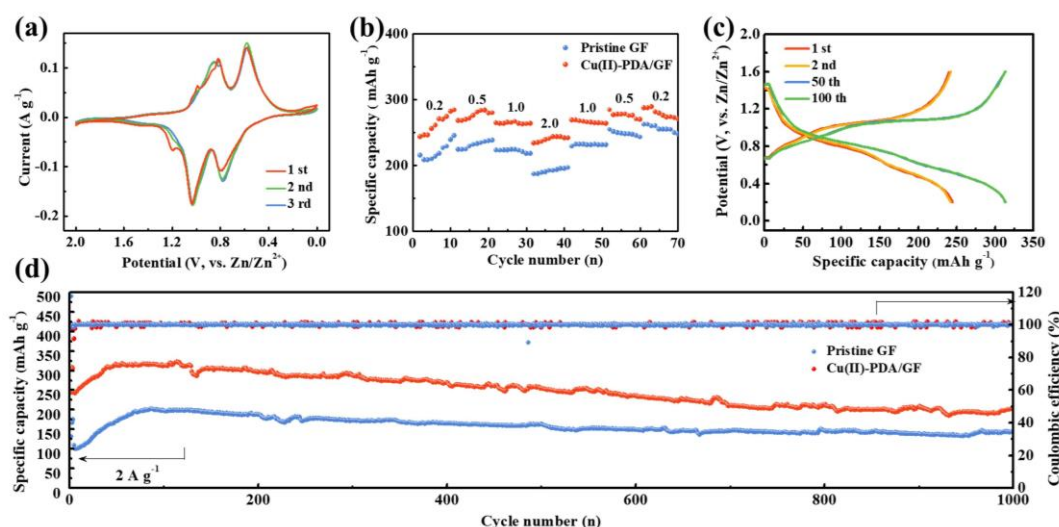 (a)
0.1
0.0
-0.1
-0.2
Current (A g⁻¹)
1 st
2 nd
3 rd
2.0 1.6 1.2 0.8 0.4 0.0
Potential (V, vs. Zn/Zn²⁺)
(b)
400
300
200
100
Specific capacity ( mAh g⁻¹)
Pristine GF
Cu(II)-PDA/GF
0.2 0.5 1.0 2.0 1.0 0.5 0.2
0 10 20 30 40 50 60 70
Cycle number (n)
(c)
2.0
1.6
1.2
0.8
0.4
0.0
Potential (V, vs. Zn/Zn²⁺)
1 st
2 nd
50 th
100 th
0 50 100 150 200 250 300 350
Specific capacity (mAh g⁻¹)
(d)
500
450
400
350
300
250
200
150
100
50
0
Specific capacity (mAh g⁻¹)
Pristine GF
Cu(II)-PDA/GF
2 A g⁻¹
120
100
80
60
40
20
0
Coulombic efficiency (%)
0 200 400 600 800 1000
Cycle number (n)